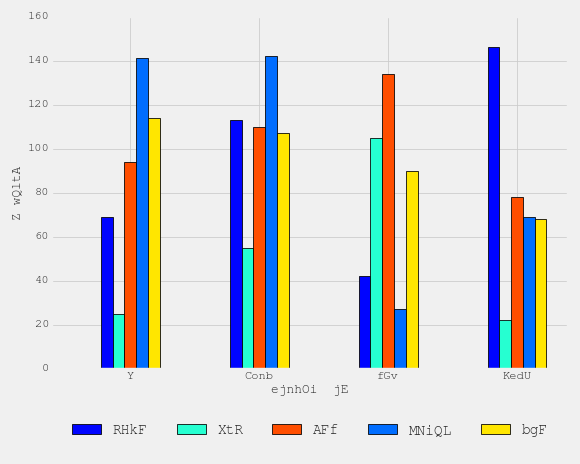 160
140
120
100
80
60
40
20
0
Z wQltA
Y Conb fGv KedU
ejnhOi jE
RHkF XtR AFf MNiQL bgF